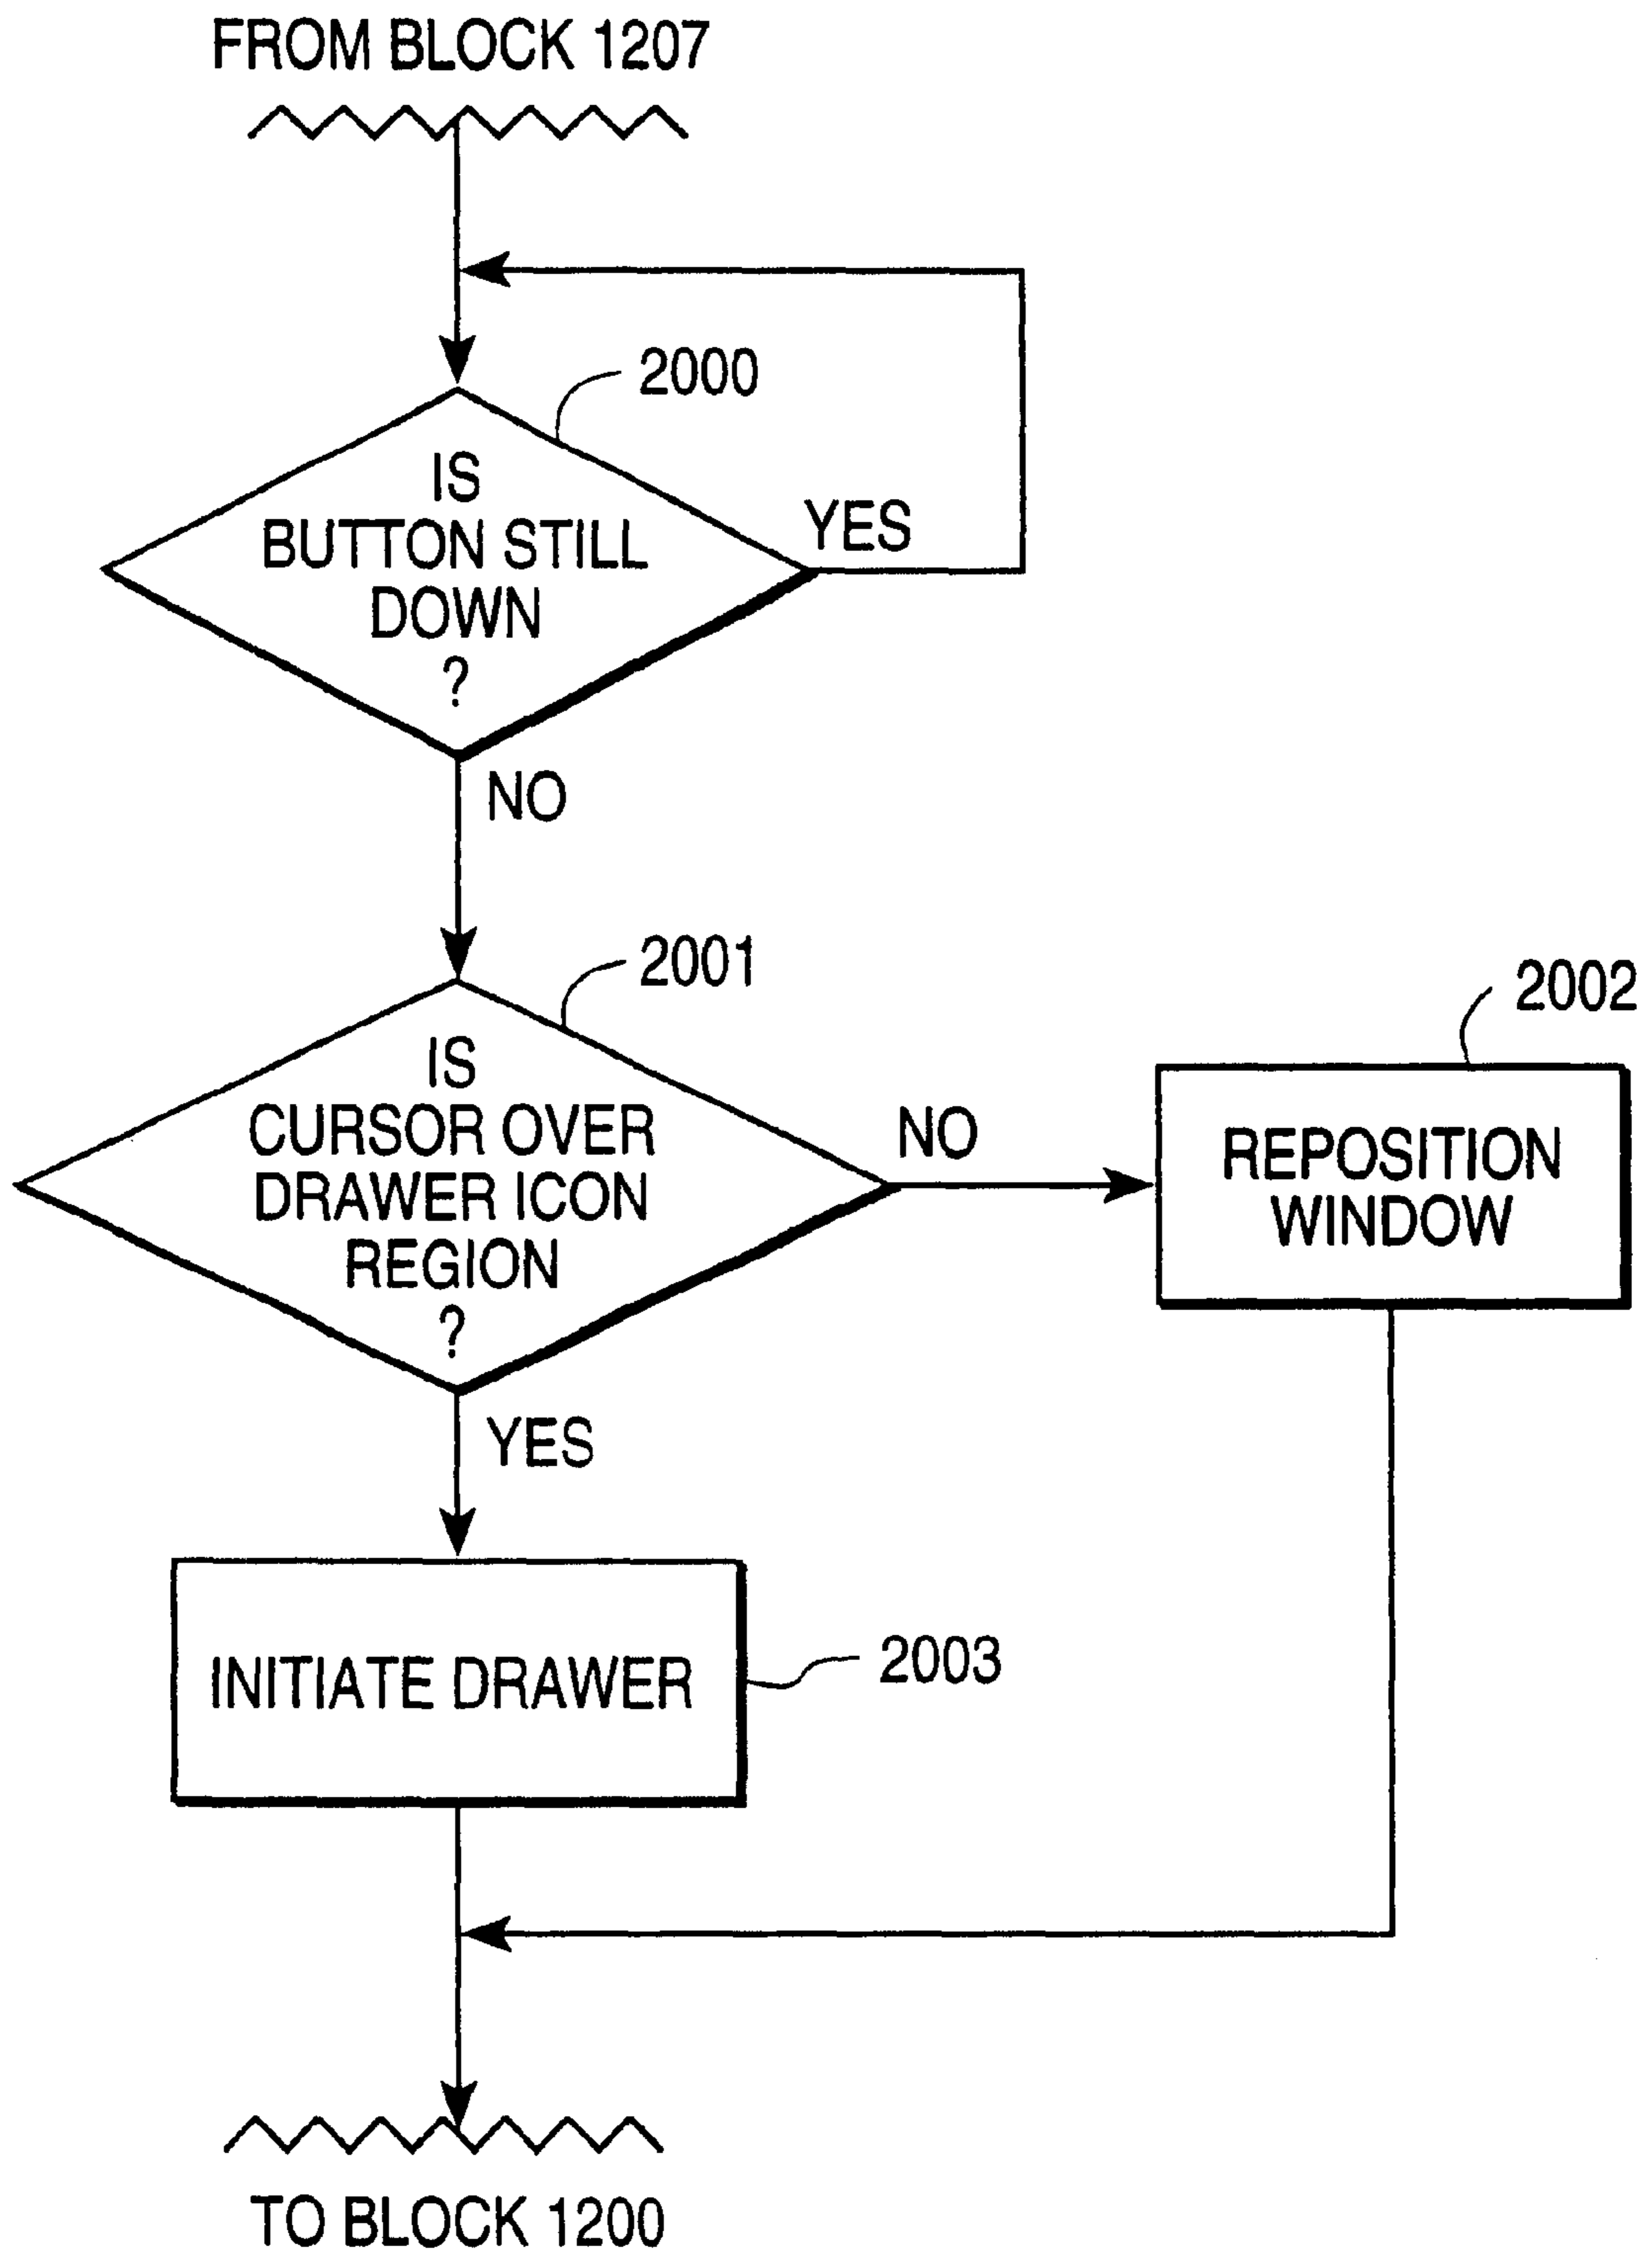 FROM BLOCK 1207
2000
IS
BUTTON STILL
DOWN
?
YES
NO
2001
IS
CURSOR OVER
DRAWER ICON
REGION
?
NO
2002
REPOSITION
WINDOW
YES
INITIATE DRAWER
2003
TO BLOCK 1200